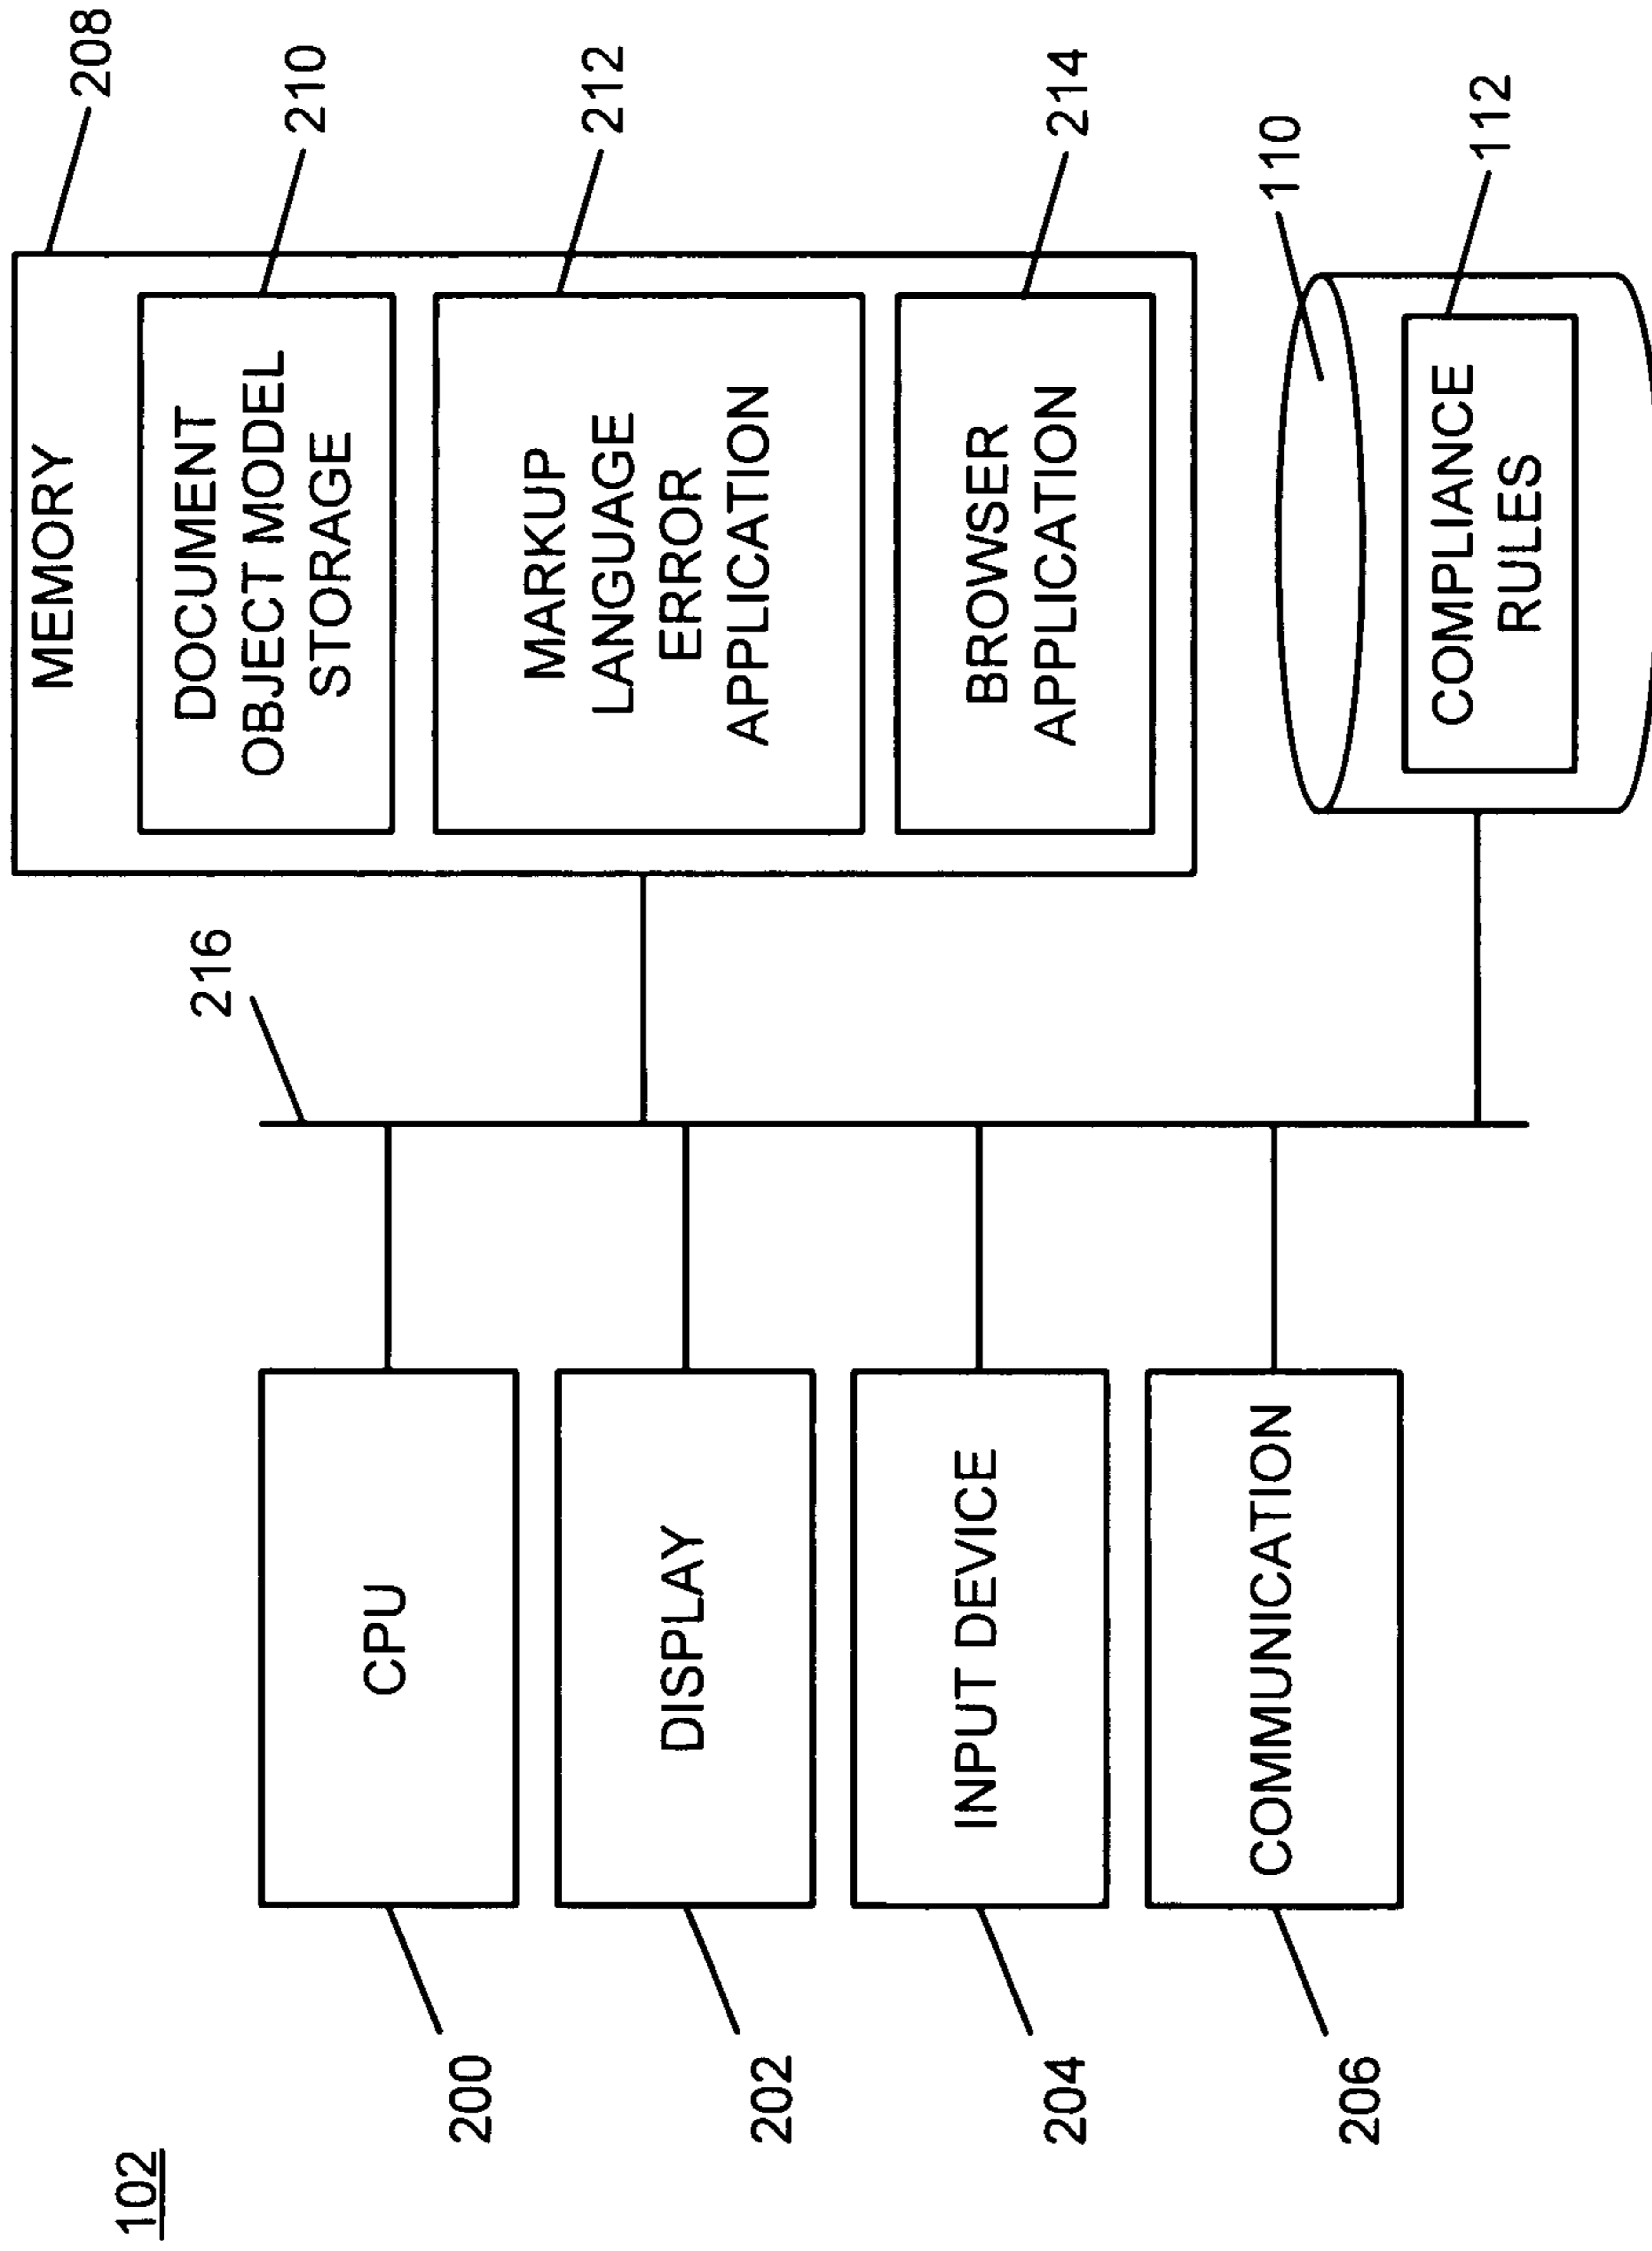 102
200
CPU
202
DISPLAY
204
INPUT DEVICE
206
COMMUNICATION
216
MEMORY
208
DOCUMENT
OBJECT MODEL
STORAGE
210
MARKUP
LANGUAGE
ERROR
APPLICATION
212
BROWSER
APPLICATION
214
110
COMPLIANCE
RULES
112